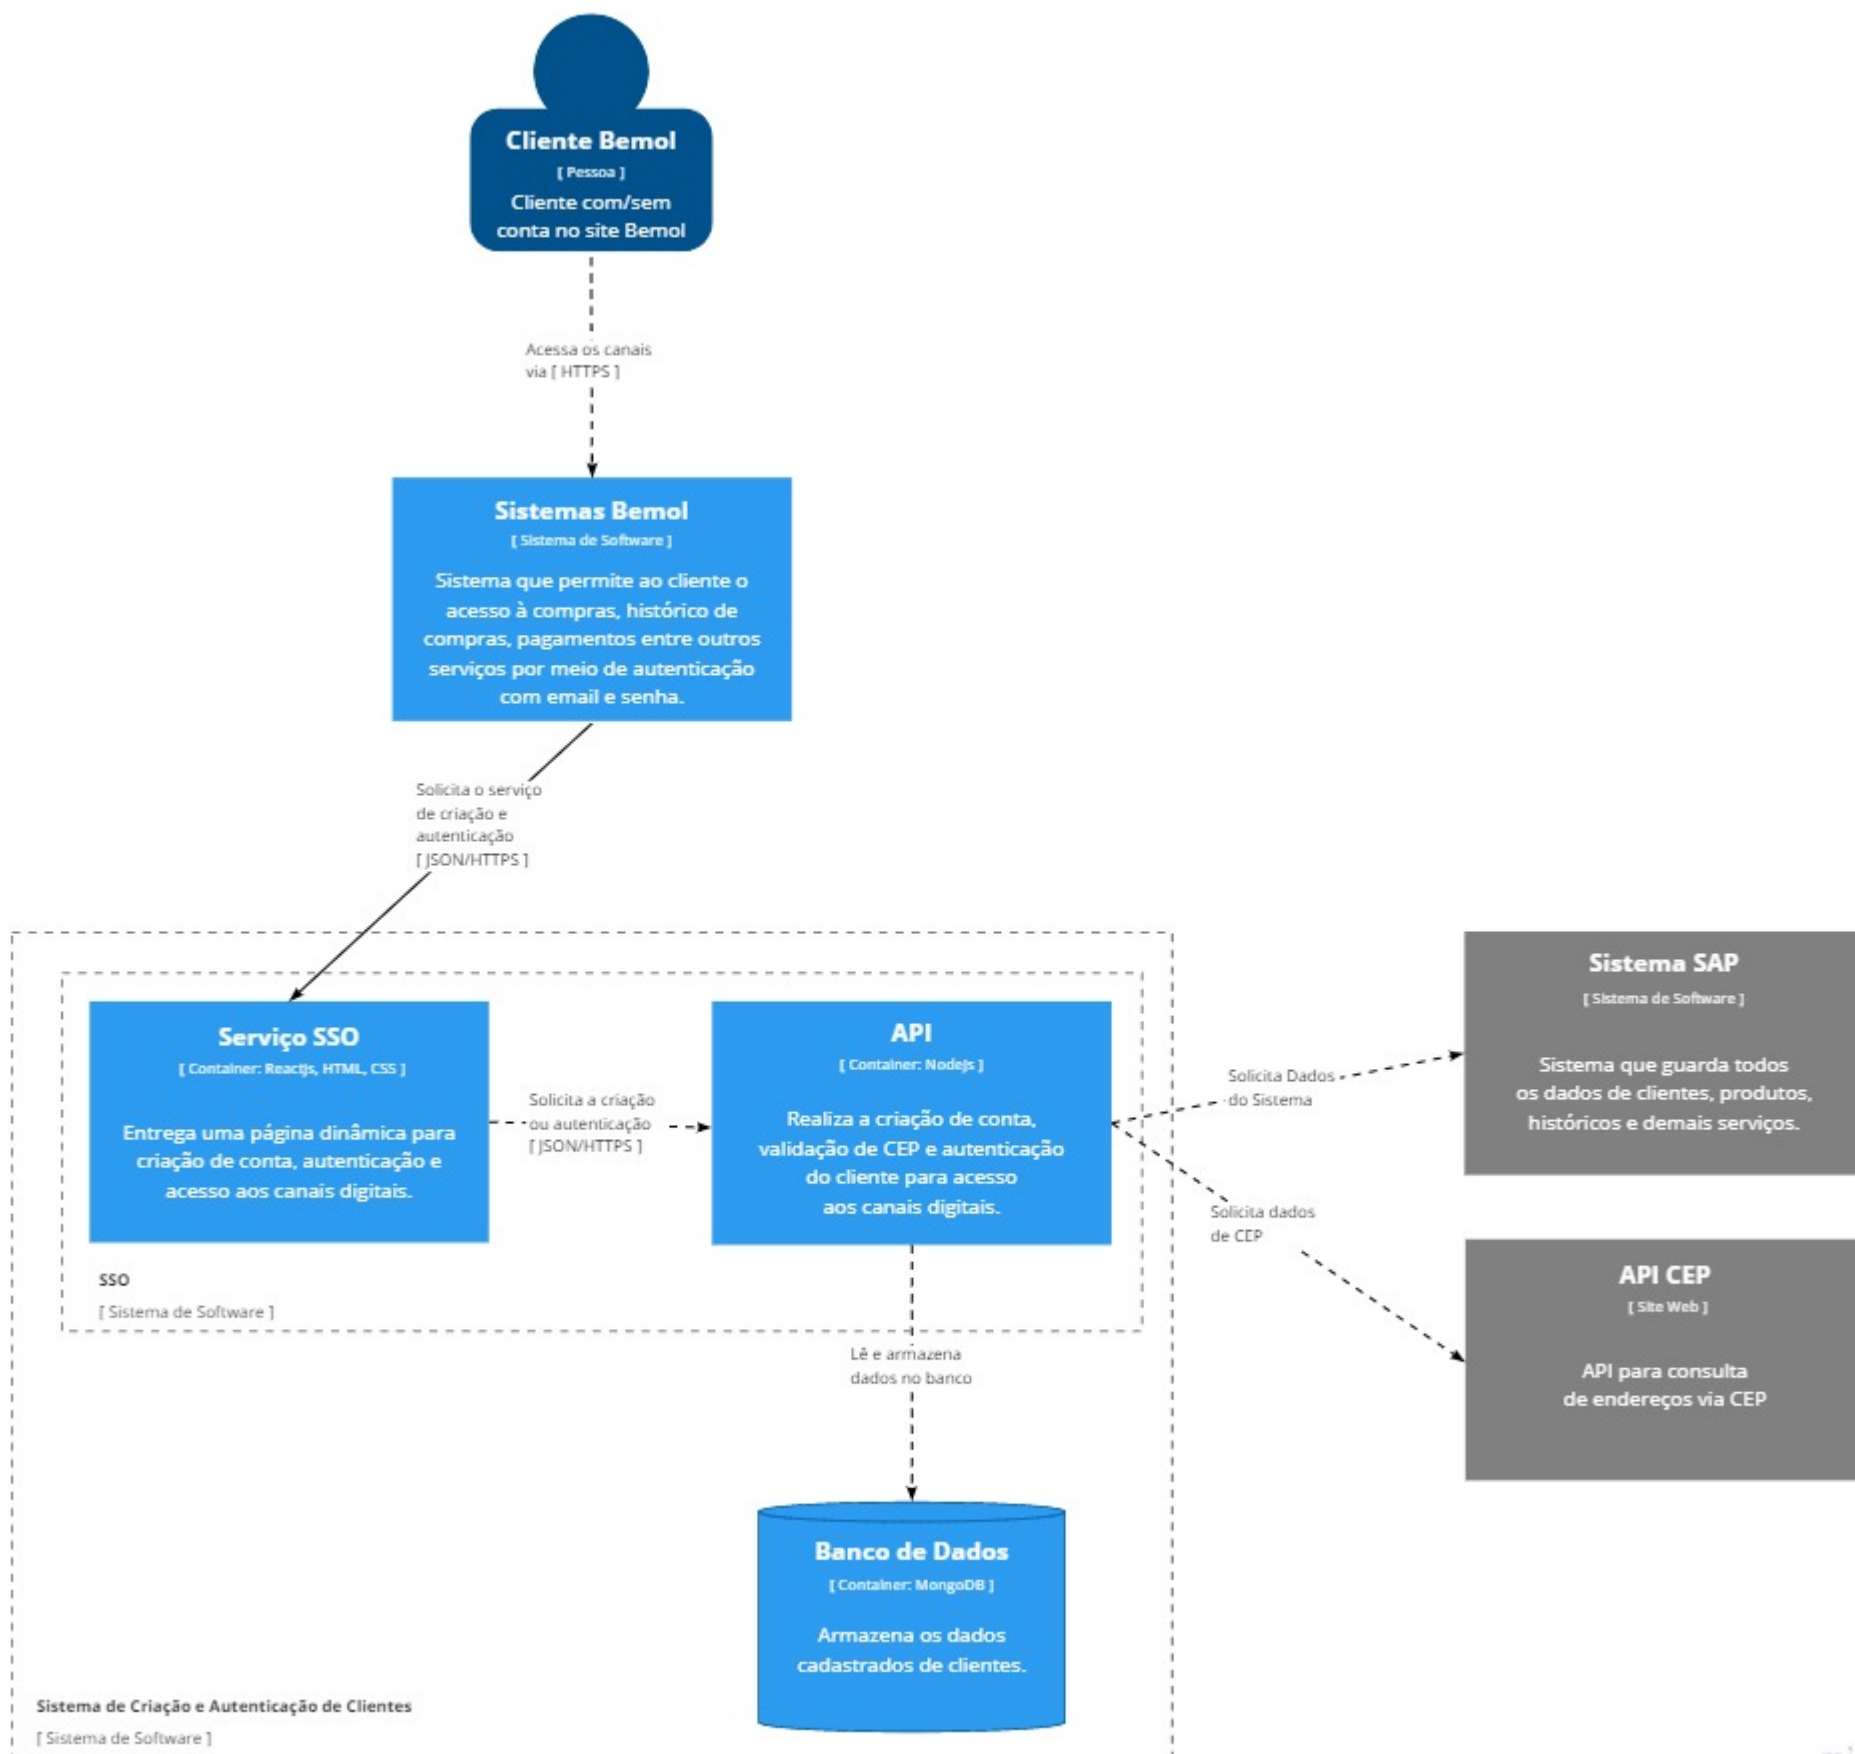 Cliente Bemol
[ Pessoa ]
Cliente com/sem
conta no site Bemol
Acessa os canais
via [ HTTPS ]
Sistemas Bemol
[ Sistema de Software ]
Sistema que permite ao cliente o
acesso à compras, histórico de
compras, pagamentos entre outros
serviços por meio de autenticação
com email e senha.
Solicita o serviço
de criação e
autenticação
[ JSON/HTTPS ]
Serviço SSO
[ Container: Reactjs, HTML, CSS ]
Entrega uma página dinâmica para
criação de conta, autenticação e
acesso aos canais digitais.
Solicita a criação
ou autenticação
[ JSON/HTTPS ]
API
[ Container: Nodejs ]
Realiza a criação de conta,
validação de CEP e autenticação
do cliente para acesso
aos canais digitais.
Solicita Dados
do Sistema
Sistema SAP
[ Sistema de Software ]
Sistema que guarda todos
os dados de clientes, produtos,
históricos e demais serviços.
Solicita dados
de CEP
API CEP
[ Site Web ]
API para consulta
de endereços via CEP
SSO
[ Sistema de Software ]
Lê e armazena
dados no banco
Banco de Dados
[ Container: MongoDB ]
Armazena os dados
cadastrados de clientes.
Sistema de Criação e Autenticação de Clientes
[ Sistema de Software ]